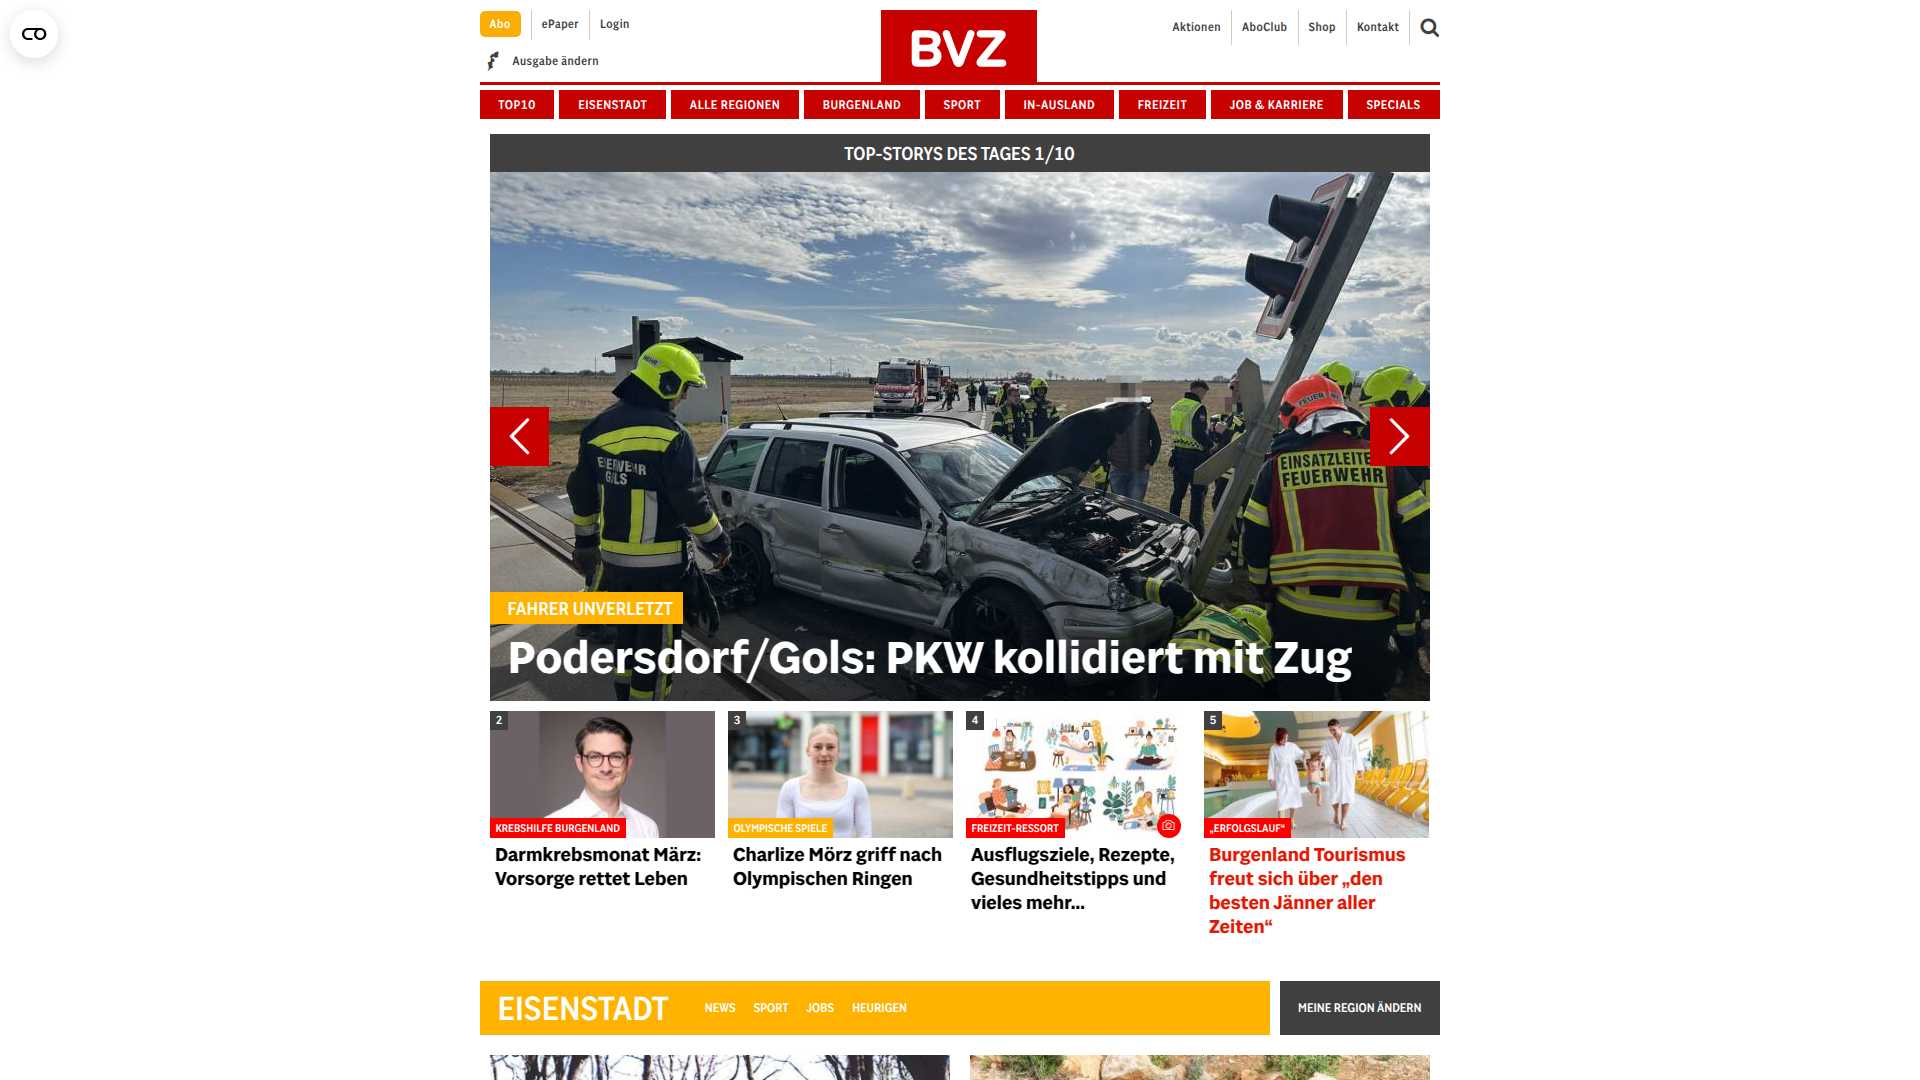 Abo
ePaper
Login
Ausgabe ändern
BVZ
Aktionen
AboClub
Shop
Kontakt
TOP10
EISENSTADT
ALLE REGIONEN
BURGENLAND
SPORT
IN-AUSLAND
FREIZEIT
JOB & KARRIERE
SPECIALS
TOP-STORYS DES TAGES 1/10
FEUERWEHR
GOLS
FEUERWEHR
EINSATZLEITER
FEUERWEHR
FAHRER UNVERLETZT
Podersdorf/Gols: PKW kollidiert mit Zug
2
KREBSHILFE BURGENLAND
Darmkrebsmonat März:
Vorsorge rettet Leben
3
OLYMPISCHE SPIELE
Charlize Mörz griff nach
Olympischen Ringen
4
FREIZEIT-RESSORT
Ausflugsziele, Rezepte,
Gesundheitstipps und
vieles mehr...
5
„ERFOLGSLAUF“
Burgenland Tourismus
freut sich über „den
besten Jänner aller
Zeiten“
EISENSTADT
NEWS
SPORT
JOBS
HEURIGEN
MEINE REGION ÄNDERN